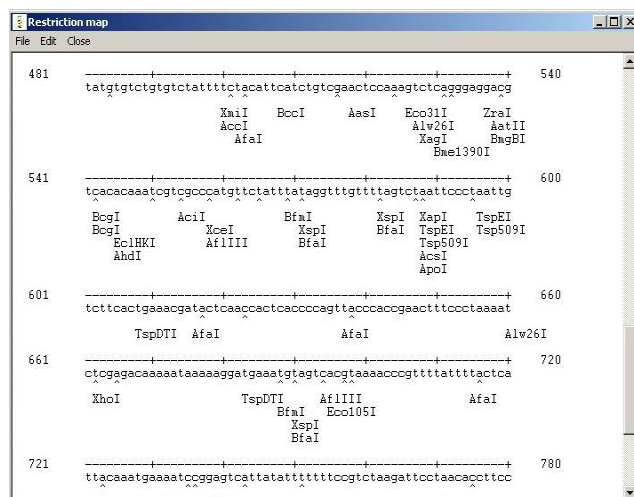 Restriction map
File Edit Close
481 ---------+---------+---------+---------+---------+---------+ 540
tatgtgtctgtgtctattttctacattcatctgtcgaactccaaagtctcagggaggacg
^ ^ ^ ^ ^ ^^ ^
XmiI BccI AasI Eco31I ZraI
AccI Alw26I AatII
AfaI XagI BmgBI
Bme1390I
541 ---------+---------+---------+---------+---------+---------+ 600
tcacacaaatcgtcgcccatgttctatttataggtttgttttagtctaattccctaattg
^ ^ ^ ^ ^ ^ ^ ^ ^ ^
BcgI AciI BfmI XspI XapI TspEI
BcgI XceI XspI BfaI TspEI Tsp509I
EclHKI AflIII BfaI Tsp509I
AhdI AcsI
ApoI
601 ---------+---------+---------+---------+---------+---------+ 660
tcttcactgaaacgatactcaaccactcaccccagttacccaccgaactttccctaaaat
^ ^ ^ ^
TspDTI AfaI AfaI Alw26I
661 ---------+---------+---------+---------+---------+---------+ 720
ctcgagacaaaaataaaaaggatgaaatgtagtcacgtaaaacccgttttattttactca
^ ^ ^ ^ ^ ^^ ^
XhoI TspDTI AflIII AfaI
BfmI Eco105I
XspI
BfaI
721 ---------+---------+---------+---------+---------+---------+ 780
ttacaaatgaaaatccggagtcattatattttttttccgtctaagattcctaacaccttcc
^ ^^ ^ ^ ^ ^